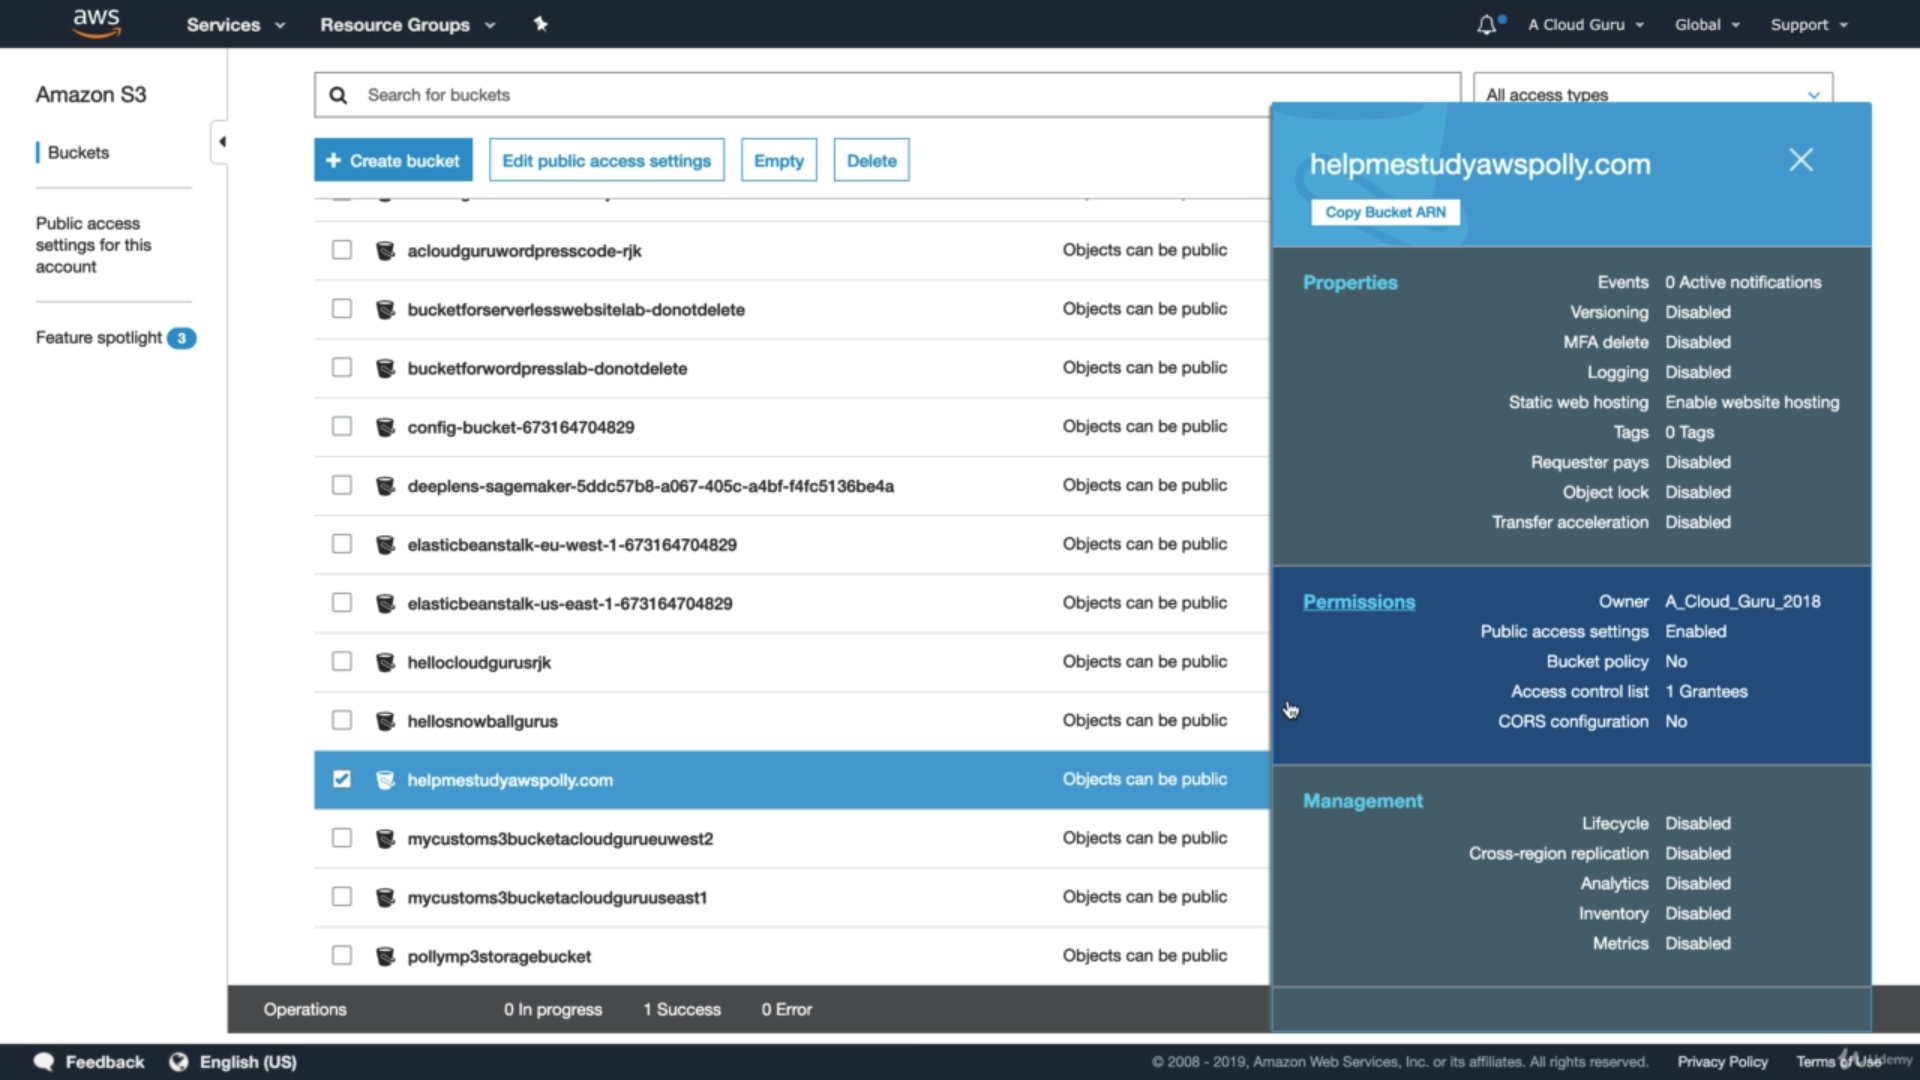 aws
Services
Resource Groups
A Cloud Guru
Global
Support
Amazon S3
Buckets
Public access
settings for this
account
Feature spotlight 3
Search for buckets
All access types
+ Create bucket
Edit public access settings
Empty
Delete
acloudguruwordpresscode-rjk Objects can be public
bucketforserverlesswebsitelab-donotdelete Objects can be public
bucketforwordpresslab-donotdelete Objects can be public
config-bucket-673164704829 Objects can be public
deeplens-sagemaker-5ddc57b8-a067-405c-a4bf-f4fc5136be4a Objects can be public
elasticbeanstalk-eu-west-1-673164704829 Objects can be public
elasticbeanstalk-us-east-1-673164704829 Objects can be public
hellocloudgurusrjk Objects can be public
hellosnowballgurus Objects can be public
helpmestudyawspolly.com Objects can be public
mycustoms3bucketacloudgurueuwest2 Objects can be public
mycustoms3bucketacloudguruuseast1 Objects can be public
pollymp3storagebucket Objects can be public
Operations 0 In progress 1 Success 0 Error
helpmestudyawspolly.com
Copy Bucket ARN
Properties
Events 0 Active notifications
Versioning Disabled
MFA delete Disabled
Logging Disabled
Static web hosting Enable website hosting
Tags 0 Tags
Requester pays Disabled
Object lock Disabled
Transfer acceleration Disabled
Permissions
Owner A_Cloud_Guru_2018
Public access settings Enabled
Bucket policy No
Access control list 1 Grantees
CORS configuration No
Management
Lifecycle Disabled
Cross-region replication Disabled
Analytics Disabled
Inventory Disabled
Metrics Disabled
Feedback
English (US)
© 2008 - 2019, Amazon Web Services, Inc. or its affiliates. All rights reserved.
Privacy Policy
Terms of Use